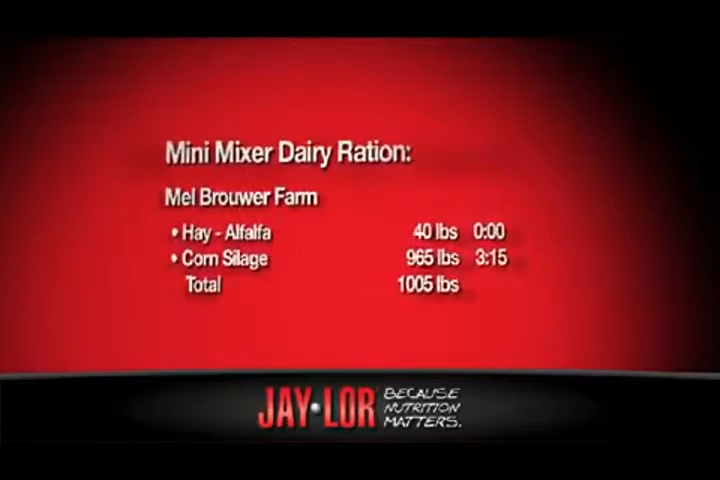 Mini Mixer Dairy Ration:
Mel Brouwer Farm
• Hay - Alfalfa 40 lbs 0:00
• Corn Silage 965 lbs 3:15
Total 1005 lbs
JAY•LOR BECAUSE
NUTRITION
MATTERS.